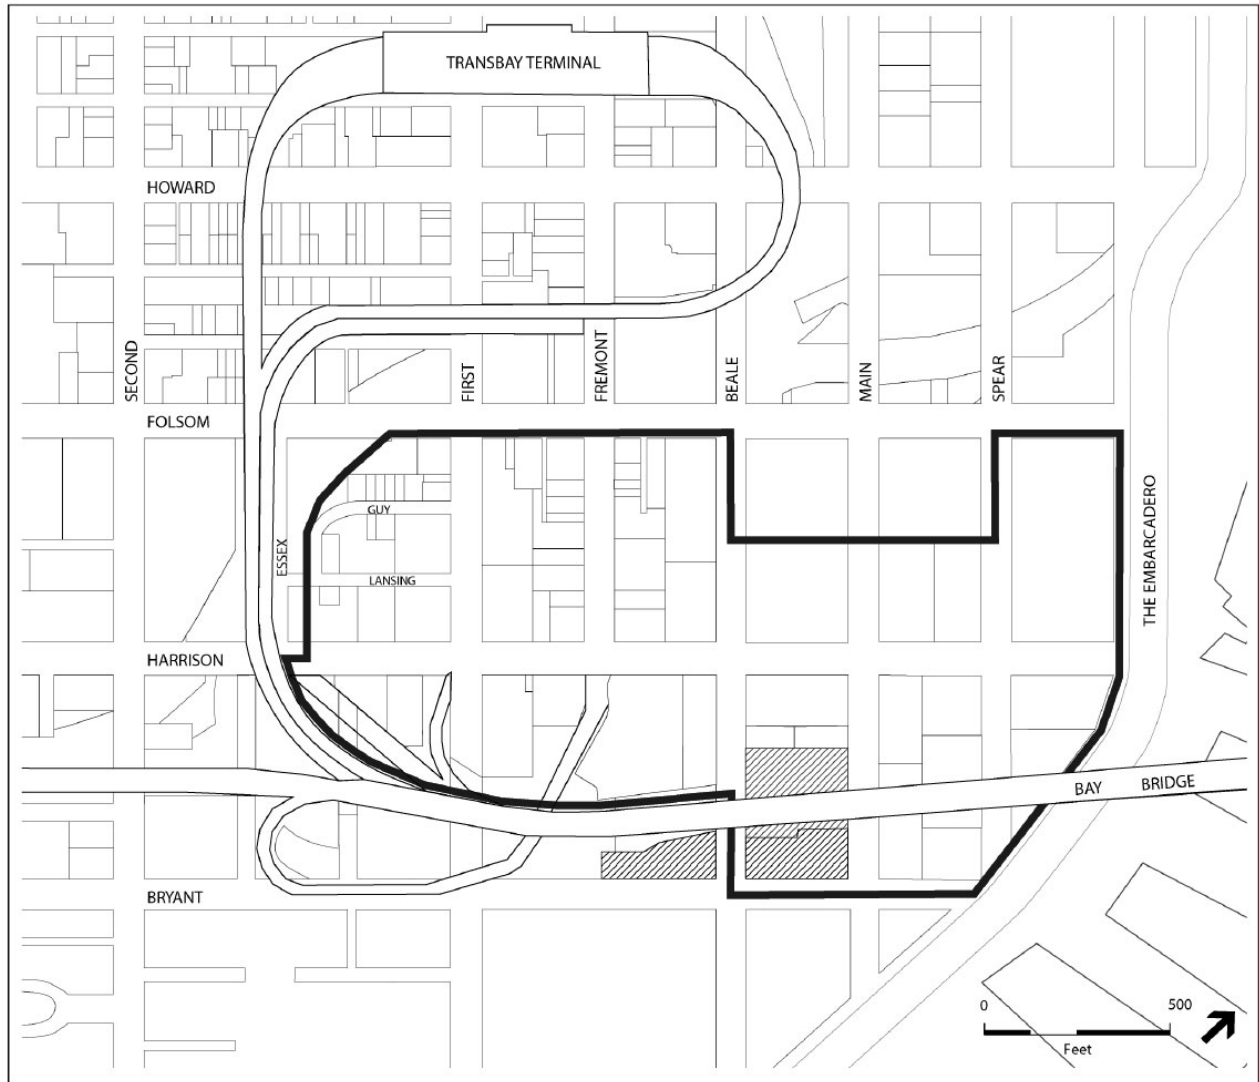 TRANSBAY TERMINAL
HOWARD
SECOND
FIRST
FREMONT
BEALE
MAIN
SPEAR
FOLSOM
GUY
ESSEX
LANSING
THE EMBARCADERO
HARRISON
BAY BRIDGE
BRYANT
0 500
Feet